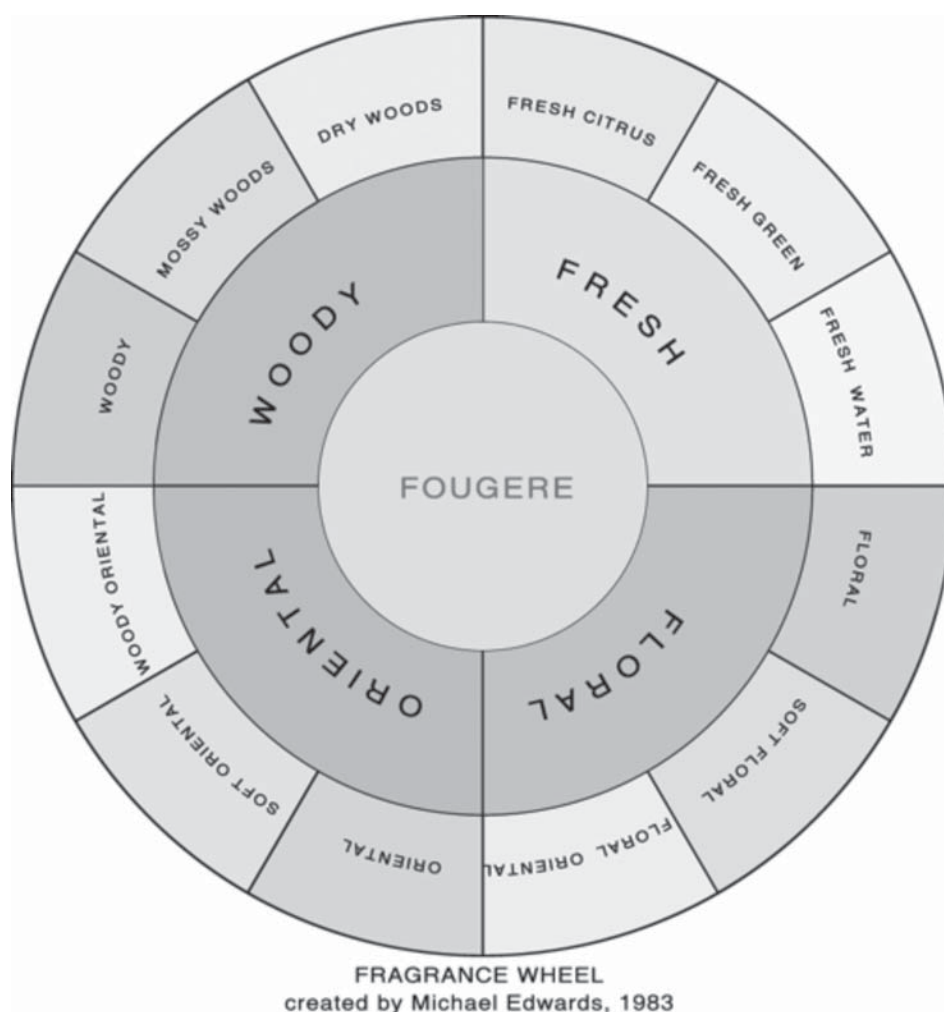 DRY WOODS
FRESH CITRUS
MOSSY WOODS
FRESH GREEN
WOODY
FRESH
WOODY
FRESH WATER
FOUGERE
WOODY ORIENTAL
ORIENTAL
FLORAL
FLORAL
SOFT ORIENTAL
SOFT FLORAL
ORIENTAL
FLORAL ORIENTAL
FRAGRANCE WHEEL
created by Michael Edwards, 1983